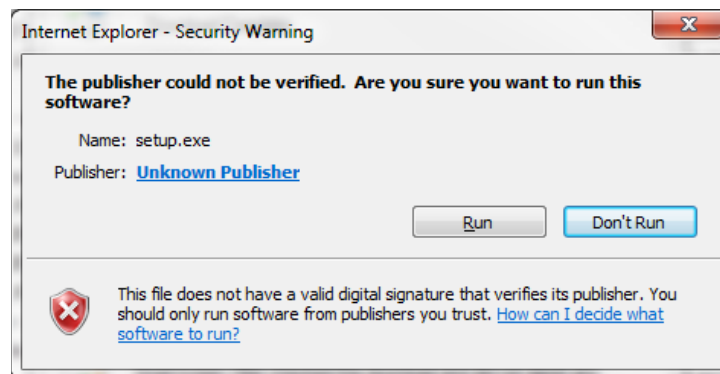 Internet Explorer - Security Warning
The publisher could not be verified.  Are you sure you want to run this
software?
Name: setup.exe
Publisher: Unknown Publisher
Run
Don't Run
This file does not have a valid digital signature that verifies its publisher. You
should only run software from publishers you trust. How can I decide what
software to run?